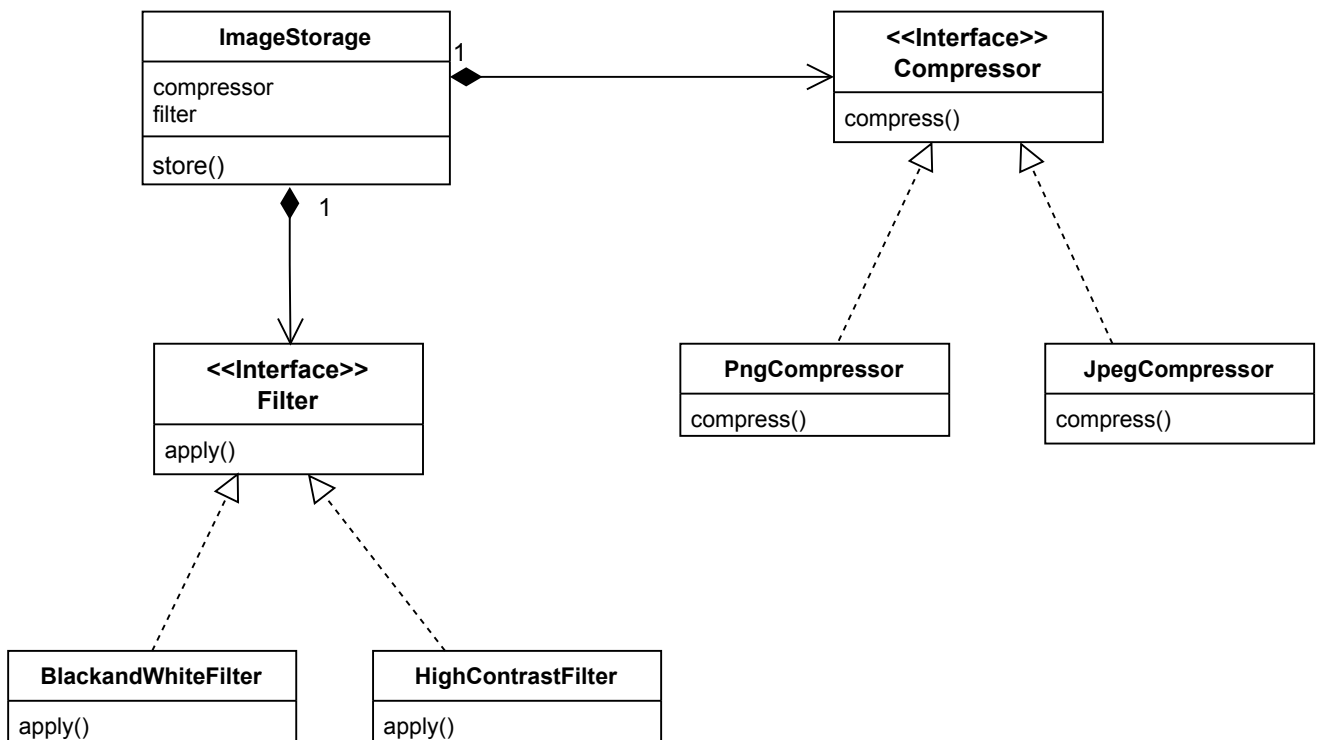 ImageStorage
compressor
filter
store()
1
1
<<Interface>>
Compressor
compress()
<<Interface>>
Filter
apply()
PngCompressor
compress()
JpegCompressor
compress()
BlackandWhiteFilter
apply()
HighContrastFilter
apply()